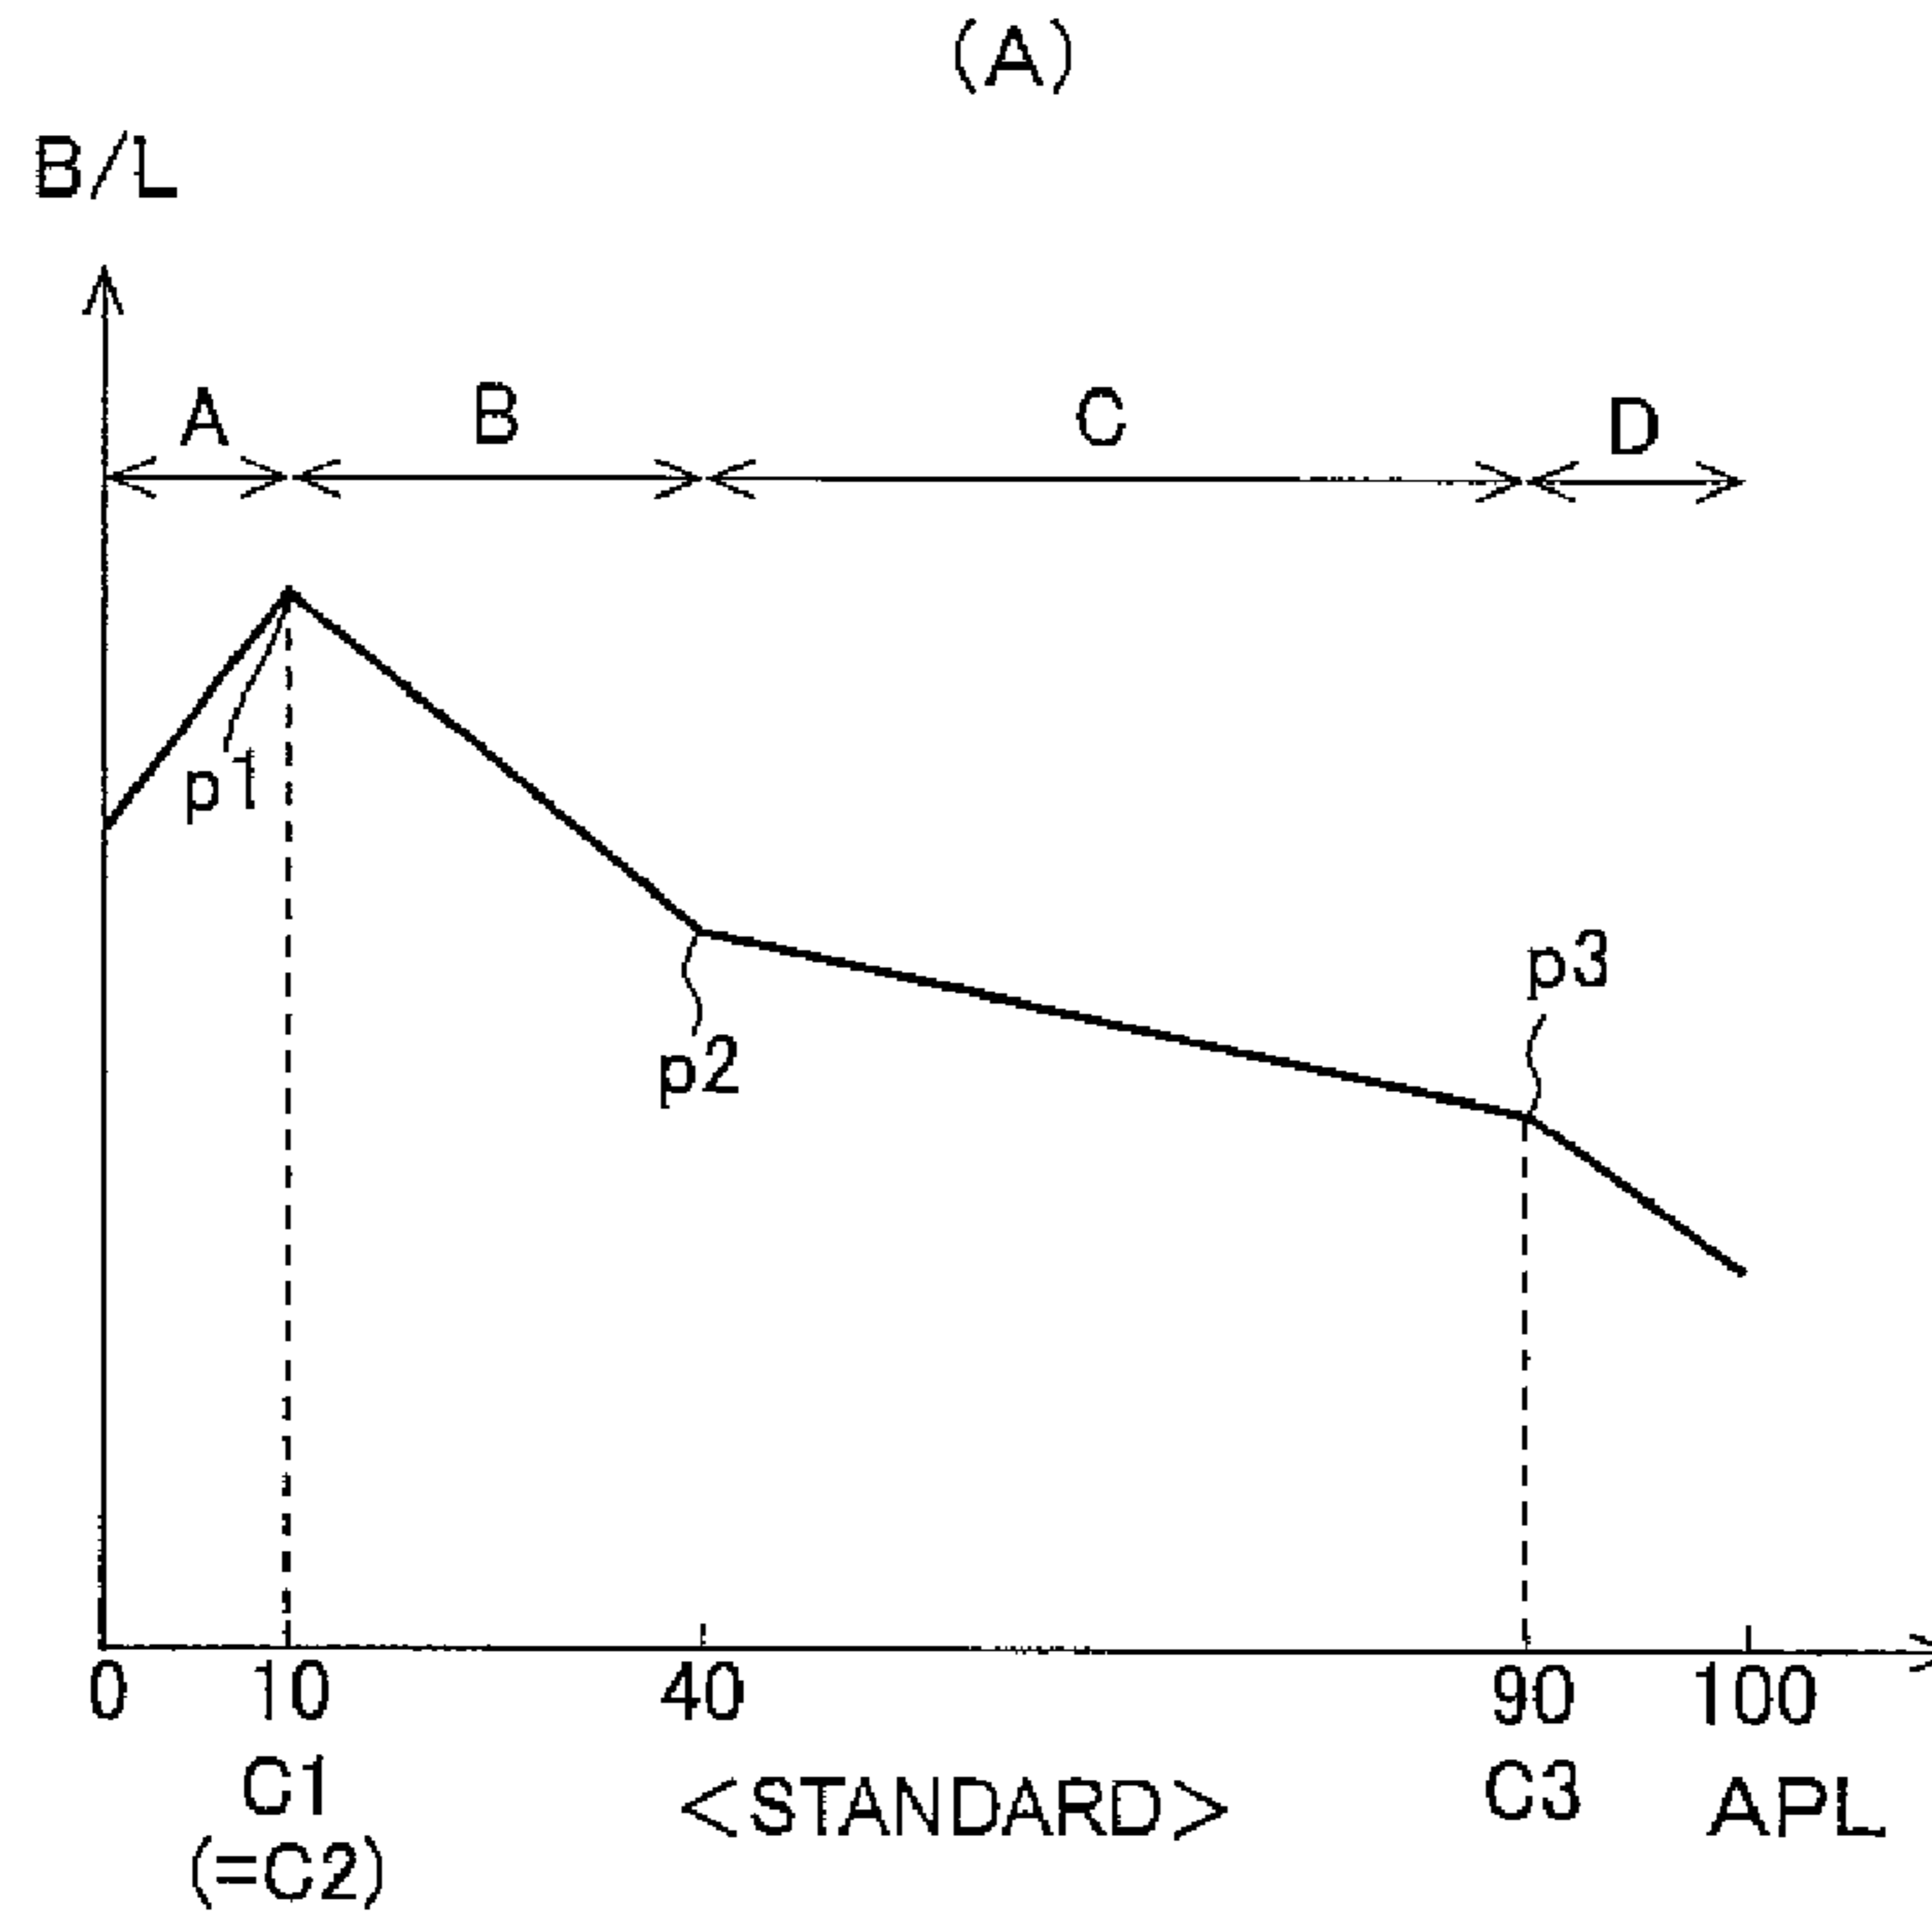 (A)
B/L
A B C D
p1
p2
p3
0 10 40 90 100
C1 <STANDARD> C3 APL
(=C2)